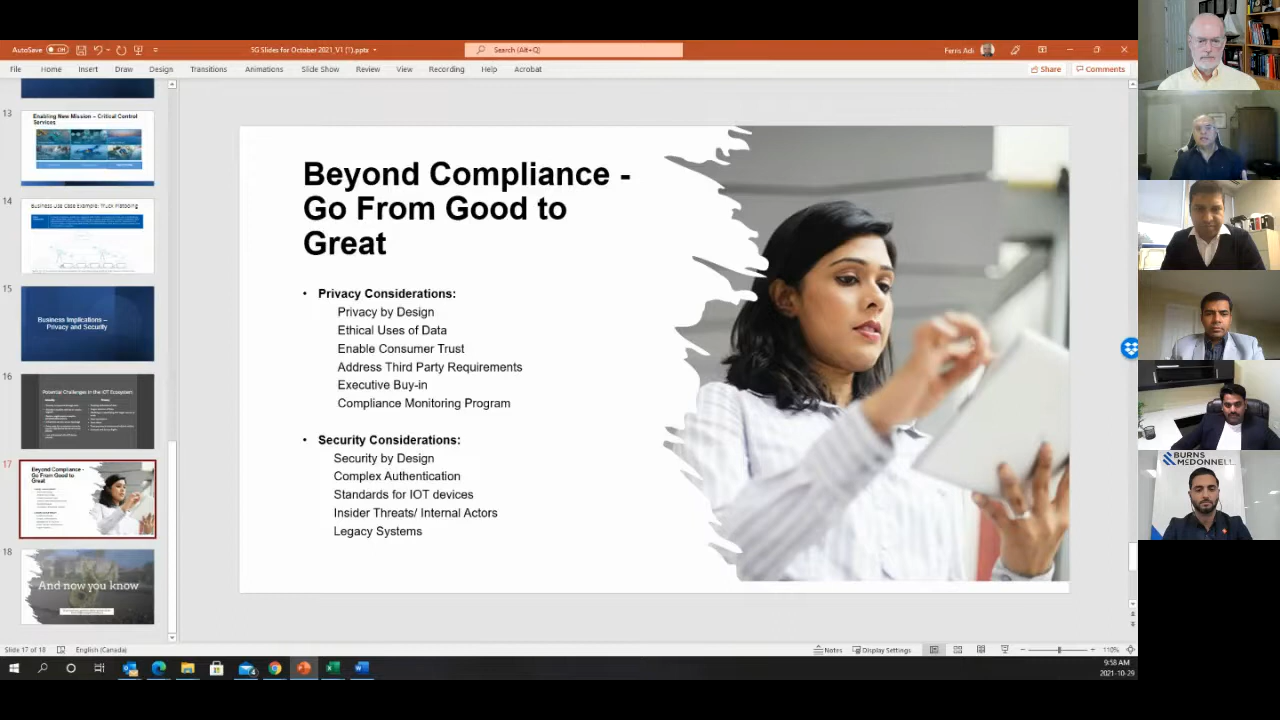 AutoSave Off
SG Slides for October 2021_V1 (1).pptx
Search (Alt+Q)
Ferris Adi
File Home Insert Draw Design Transitions Animations Slide Show Review View Recording Help Acrobat
Share Comments
13
Enabling New Mission – Critical Control
Services
14
Business Use Case Example: Truck Platooning
15
Business Implications –
Privacy and Security
16
Potential Challenges in the IOT Ecosystem
17
Beyond Compliance -
Go From Good to
Great
18
And now you know
Beyond Compliance -
Go From Good to
Great
• Privacy Considerations:
Privacy by Design
Ethical Uses of Data
Enable Consumer Trust
Address Third Party Requirements
Executive Buy-in
Compliance Monitoring Program
• Security Considerations:
Security by Design
Complex Authentication
Standards for IOT devices
Insider Threats/ Internal Actors
Legacy Systems
BURNS
McDONNELL
Slide 17 of 18
English (Canada)
Notes
Display Settings
110%
9:58 AM
2021-10-29